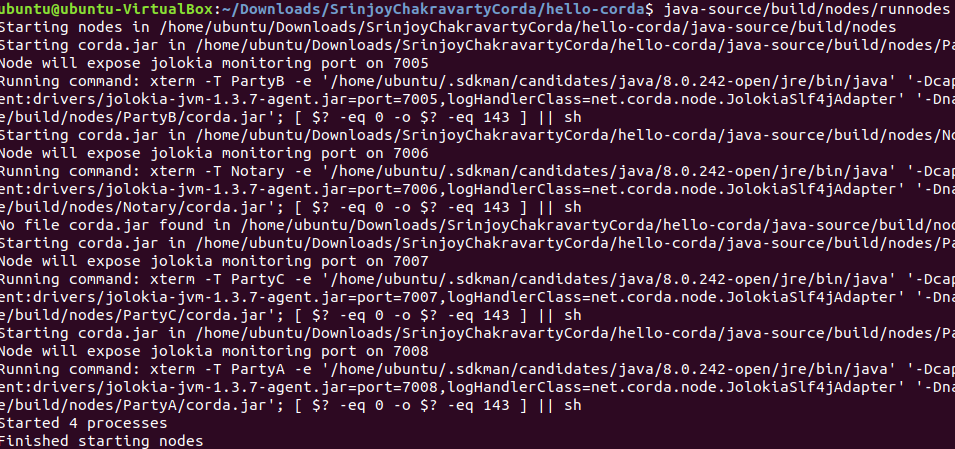 ubuntu@ubuntu-VirtualBox:~/Downloads/SrinjoyChakravartyCorda/hello-corda$ java-source/build/nodes/runnodes
Starting nodes in /home/ubuntu/Downloads/SrinjoyChakravartyCorda/hello-corda/java-source/build/nodes
Starting corda.jar in /home/ubuntu/Downloads/SrinjoyChakravartyCorda/hello-corda/java-source/build/nodes/Pa
Node will expose jolokia monitoring port on 7005
Running command: xterm -T PartyB -e '/home/ubuntu/.sdkman/candidates/java/8.0.242-open/jre/bin/java' '-Dcap
ent:drivers/jolokia-jvm-1.3.7-agent.jar=port=7005,logHandlerClass=net.corda.node.JolokiaSlf4jAdapter' '-Dna
e/build/nodes/PartyB/corda.jar'; [ $? -eq 0 -o $? -eq 143 ] || sh
Starting corda.jar in /home/ubuntu/Downloads/SrinjoyChakravartyCorda/hello-corda/java-source/build/nodes/No
Node will expose jolokia monitoring port on 7006
Running command: xterm -T Notary -e '/home/ubuntu/.sdkman/candidates/java/8.0.242-open/jre/bin/java' '-Dcap
ent:drivers/jolokia-jvm-1.3.7-agent.jar=port=7006,logHandlerClass=net.corda.node.JolokiaSlf4jAdapter' '-Dna
e/build/nodes/Notary/corda.jar'; [ $? -eq 0 -o $? -eq 143 ] || sh
No file corda.jar found in /home/ubuntu/Downloads/SrinjoyChakravartyCorda/hello-corda/java-source/build/nod
Starting corda.jar in /home/ubuntu/Downloads/SrinjoyChakravartyCorda/hello-corda/java-source/build/nodes/Pa
Node will expose jolokia monitoring port on 7007
Running command: xterm -T PartyC -e '/home/ubuntu/.sdkman/candidates/java/8.0.242-open/jre/bin/java' '-Dcap
ent:drivers/jolokia-jvm-1.3.7-agent.jar=port=7007,logHandlerClass=net.corda.node.JolokiaSlf4jAdapter' '-Dna
e/build/nodes/PartyC/corda.jar'; [ $? -eq 0 -o $? -eq 143 ] || sh
Starting corda.jar in /home/ubuntu/Downloads/SrinjoyChakravartyCorda/hello-corda/java-source/build/nodes/Pa
Node will expose jolokia monitoring port on 7008
Running command: xterm -T PartyA -e '/home/ubuntu/.sdkman/candidates/java/8.0.242-open/jre/bin/java' '-Dcap
ent:drivers/jolokia-jvm-1.3.7-agent.jar=port=7008,logHandlerClass=net.corda.node.JolokiaSlf4jAdapter' '-Dna
e/build/nodes/PartyA/corda.jar'; [ $? -eq 0 -o $? -eq 143 ] || sh
Started 4 processes
Finished starting nodes